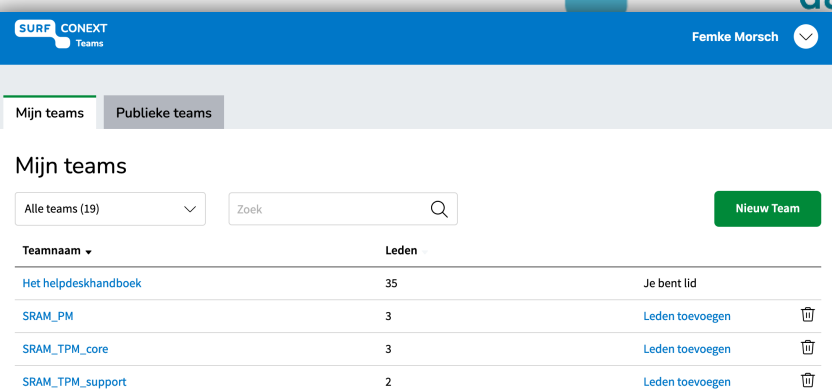 SURF CONEXT
Teams
Femke Morsch
Mijn teams Publieke teams
Mijn teams
Alle teams (19) Zoek Nieuw Team
Teamnaam Leden
Het helpdeskhandboek 35 Je bent lid
SRAM_PM 3 Leden toevoegen
SRAM_TPM_core 3 Leden toevoegen
SRAM_TPM_support 2 Leden toevoegen